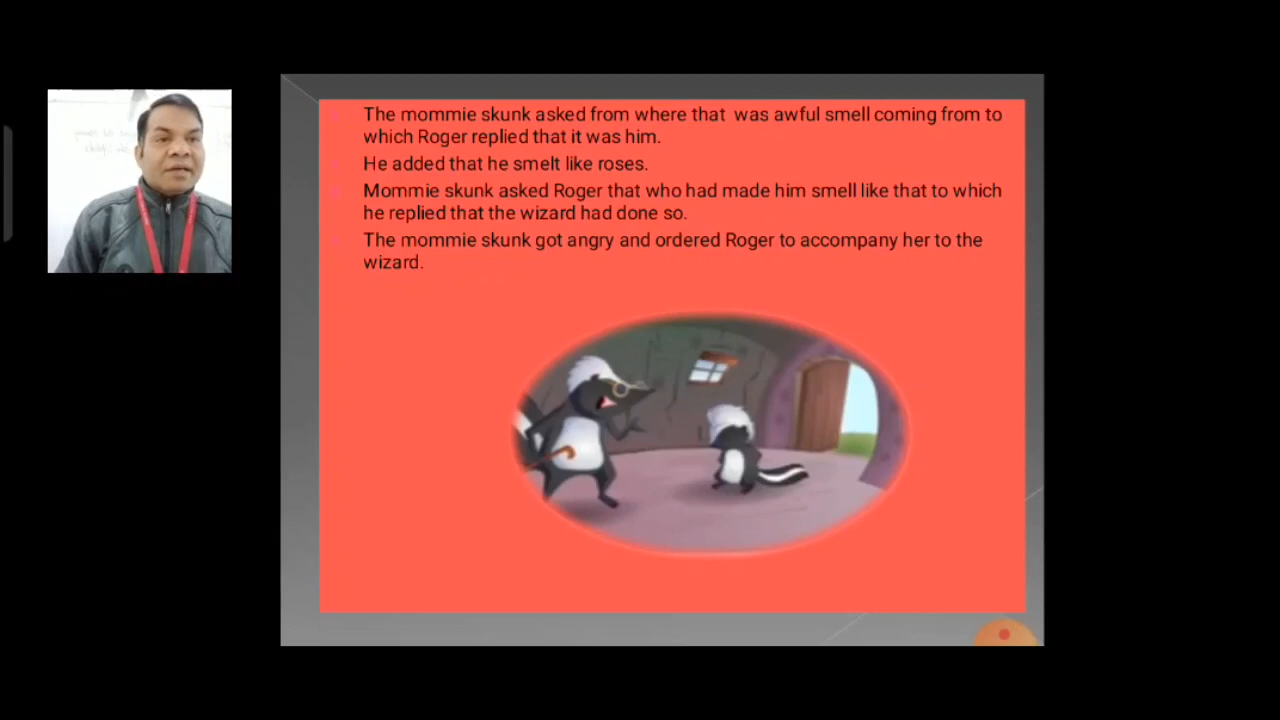 The mommie skunk asked from where that was awful smell coming from to
which Roger replied that it was him.
He added that he smelt like roses.
Mommie skunk asked Roger that who had made him smell like that to which
he replied that the wizard had done so.
The mommie skunk got angry and ordered Roger to accompany her to the
wizard.